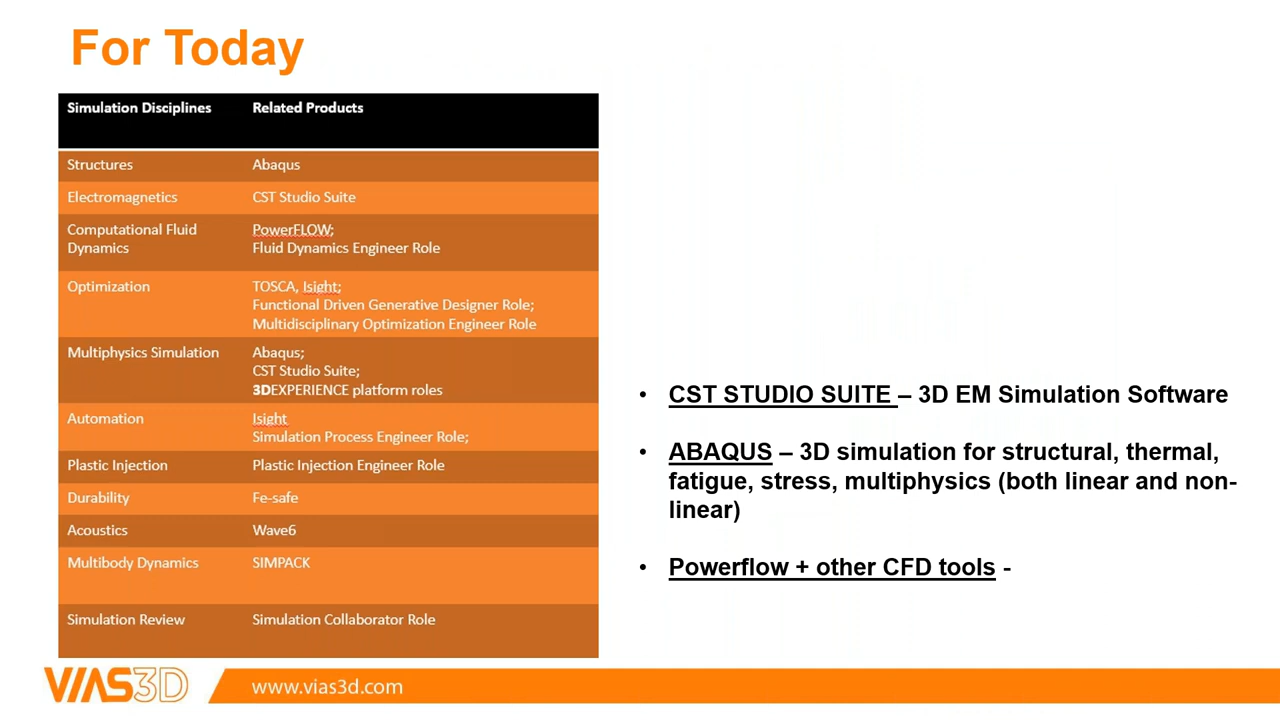 For Today
Simulation Disciplines Related Products
Structures Abaqus
Electromagnetics CST Studio Suite
Computational Fluid PowerFLOW;
Dynamics Fluid Dynamics Engineer Role
Optimization TOSCA, Isight;
Functional Driven Generative Designer Role;
Multidisciplinary Optimization Engineer Role
Multiphysics Simulation Abaqus;
CST Studio Suite;
3DEXPERIENCE platform roles
Automation Isight
Simulation Process Engineer Role;
Plastic Injection Plastic Injection Engineer Role
Durability Fe-safe
Acoustics Wave6
Multibody Dynamics SIMPACK
Simulation Review Simulation Collaborator Role
• CST STUDIO SUITE – 3D EM Simulation Software
• ABAQUS – 3D simulation for structural, thermal,
fatigue, stress, multiphysics (both linear and non-
linear)
• Powerflow + other CFD tools -
VIAS3D
www.vias3d.com